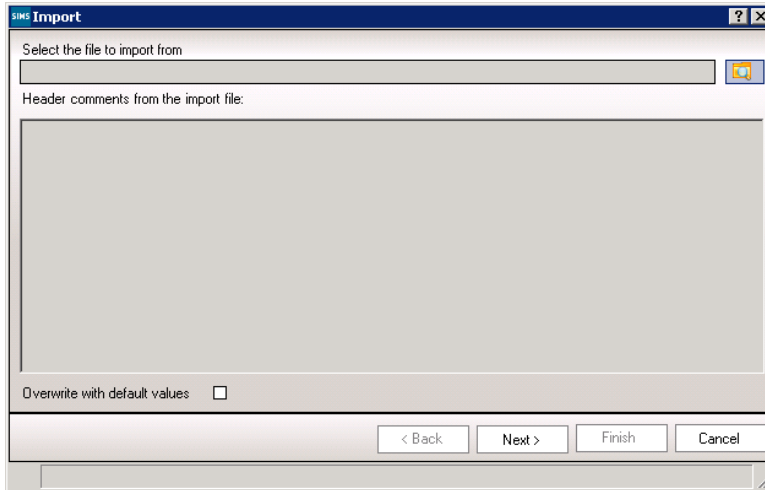 SIMS Import ? X
Select the file to import from
Header comments from the import file:
Overwrite with default values
< Back Next > Finish Cancel